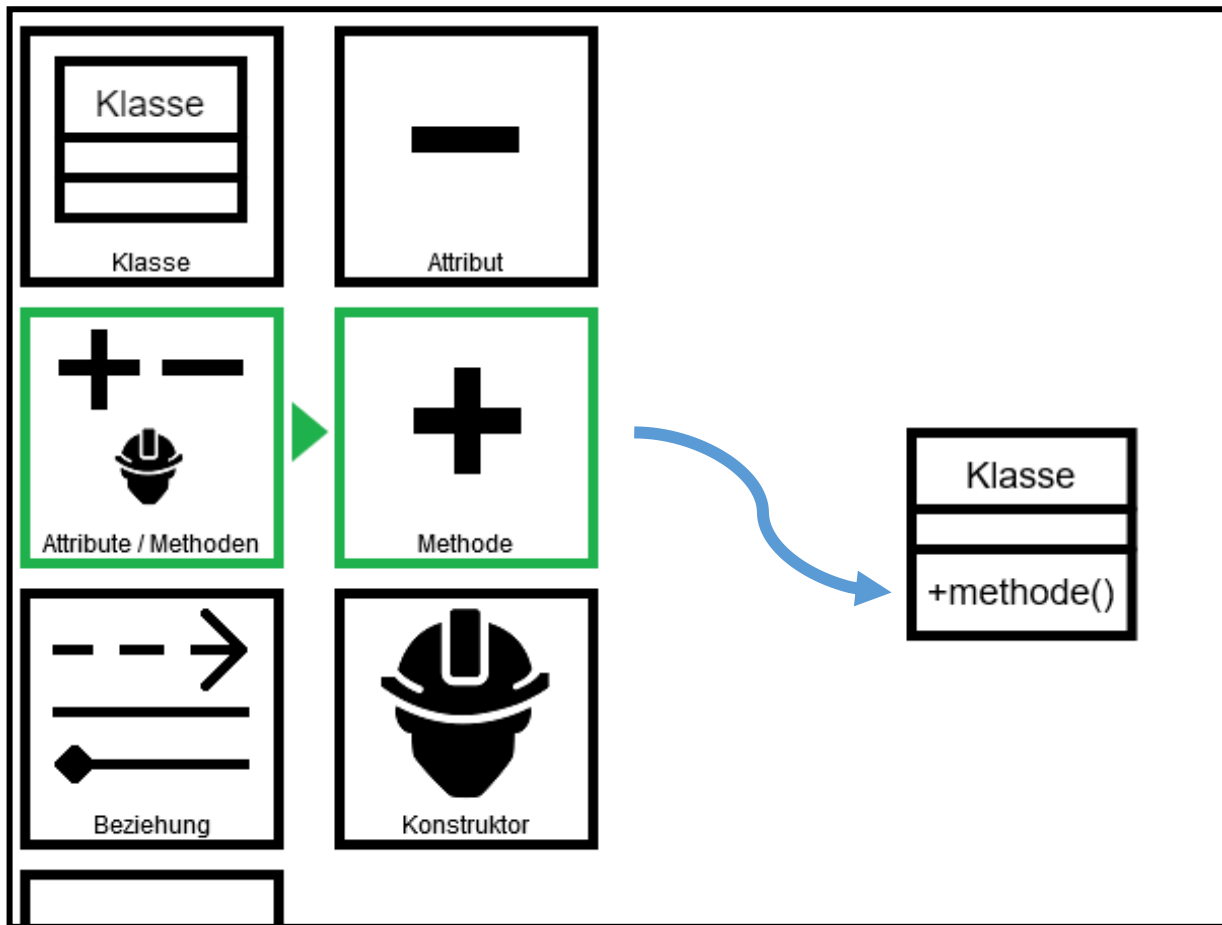 Klasse
Klasse
Attribut
Attribute / Methoden
Methode
Klasse
+methode()
Beziehung
Konstruktor